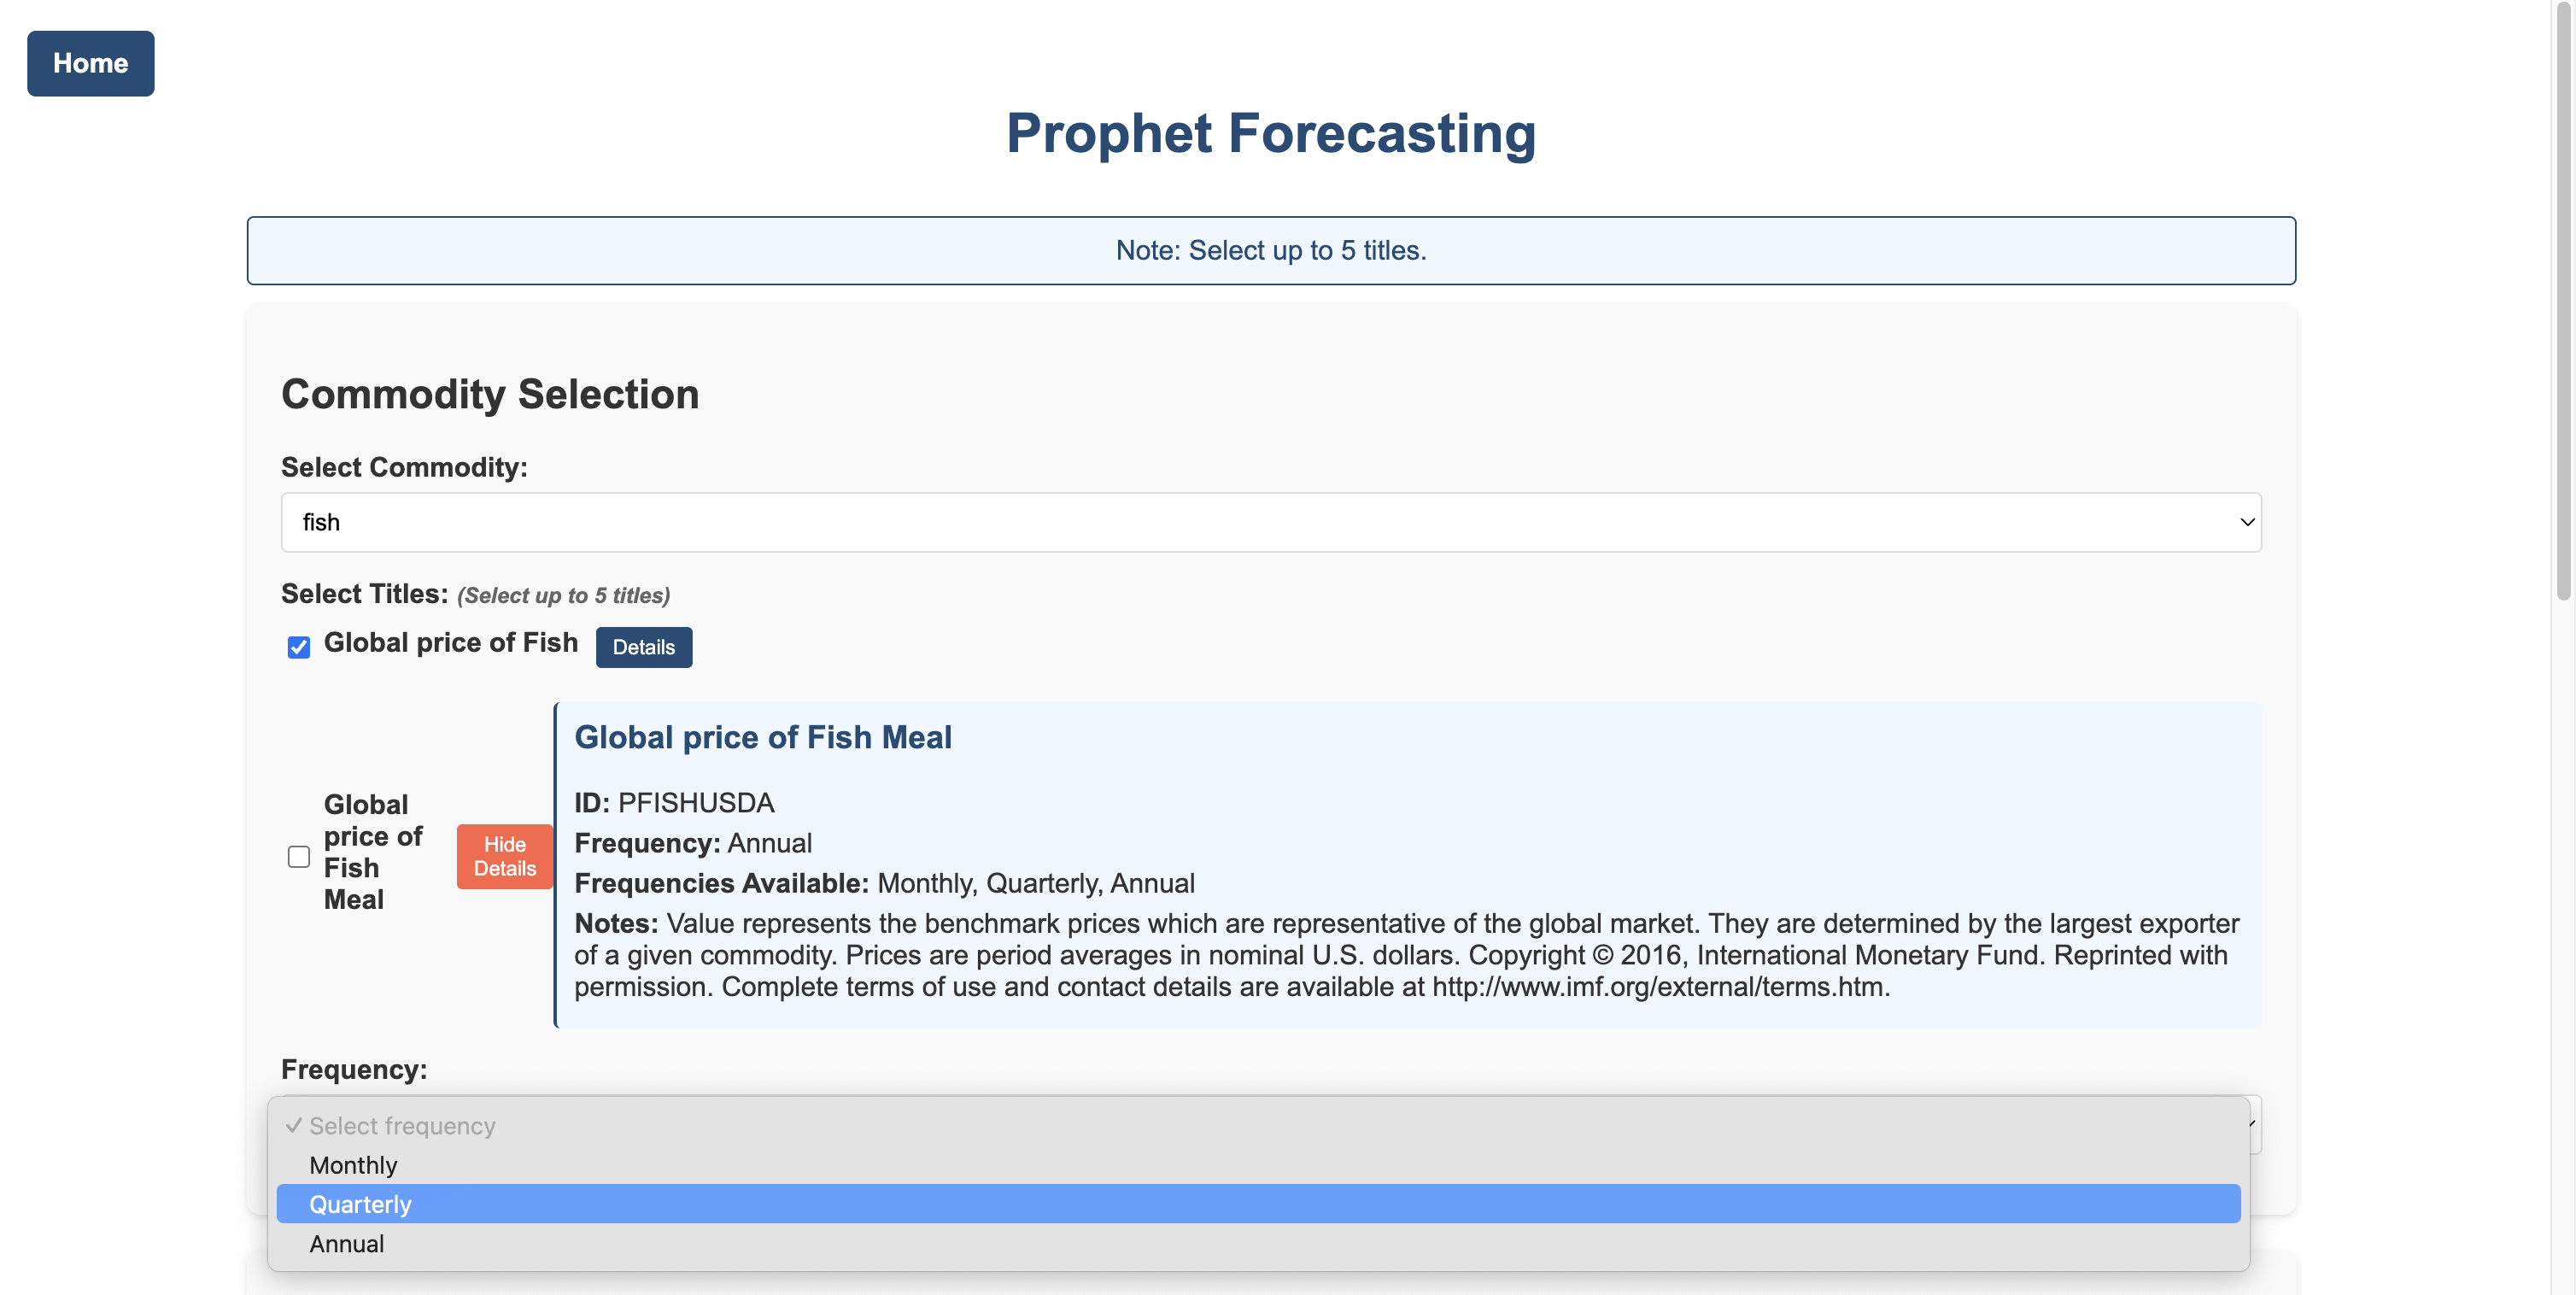 Home
Prophet Forecasting
Note: Select up to 5 titles.
Commodity Selection
Select Commodity:
fish
Select Titles: (Select up to 5 titles)
Global price of Fish
Details
Global
price of
Fish
Meal
Hide
Details
Global price of Fish Meal
ID: PFISHUSDA
Frequency: Annual
Frequencies Available: Monthly, Quarterly, Annual
Notes: Value represents the benchmark prices which are representative of the global market. They are determined by the largest exporter
of a given commodity. Prices are period averages in nominal U.S. dollars. Copyright © 2016, International Monetary Fund. Reprinted with
permission. Complete terms of use and contact details are available at http://www.imf.org/external/terms.htm.
Frequency:
✓ Select frequency
Monthly
Quarterly
Annual